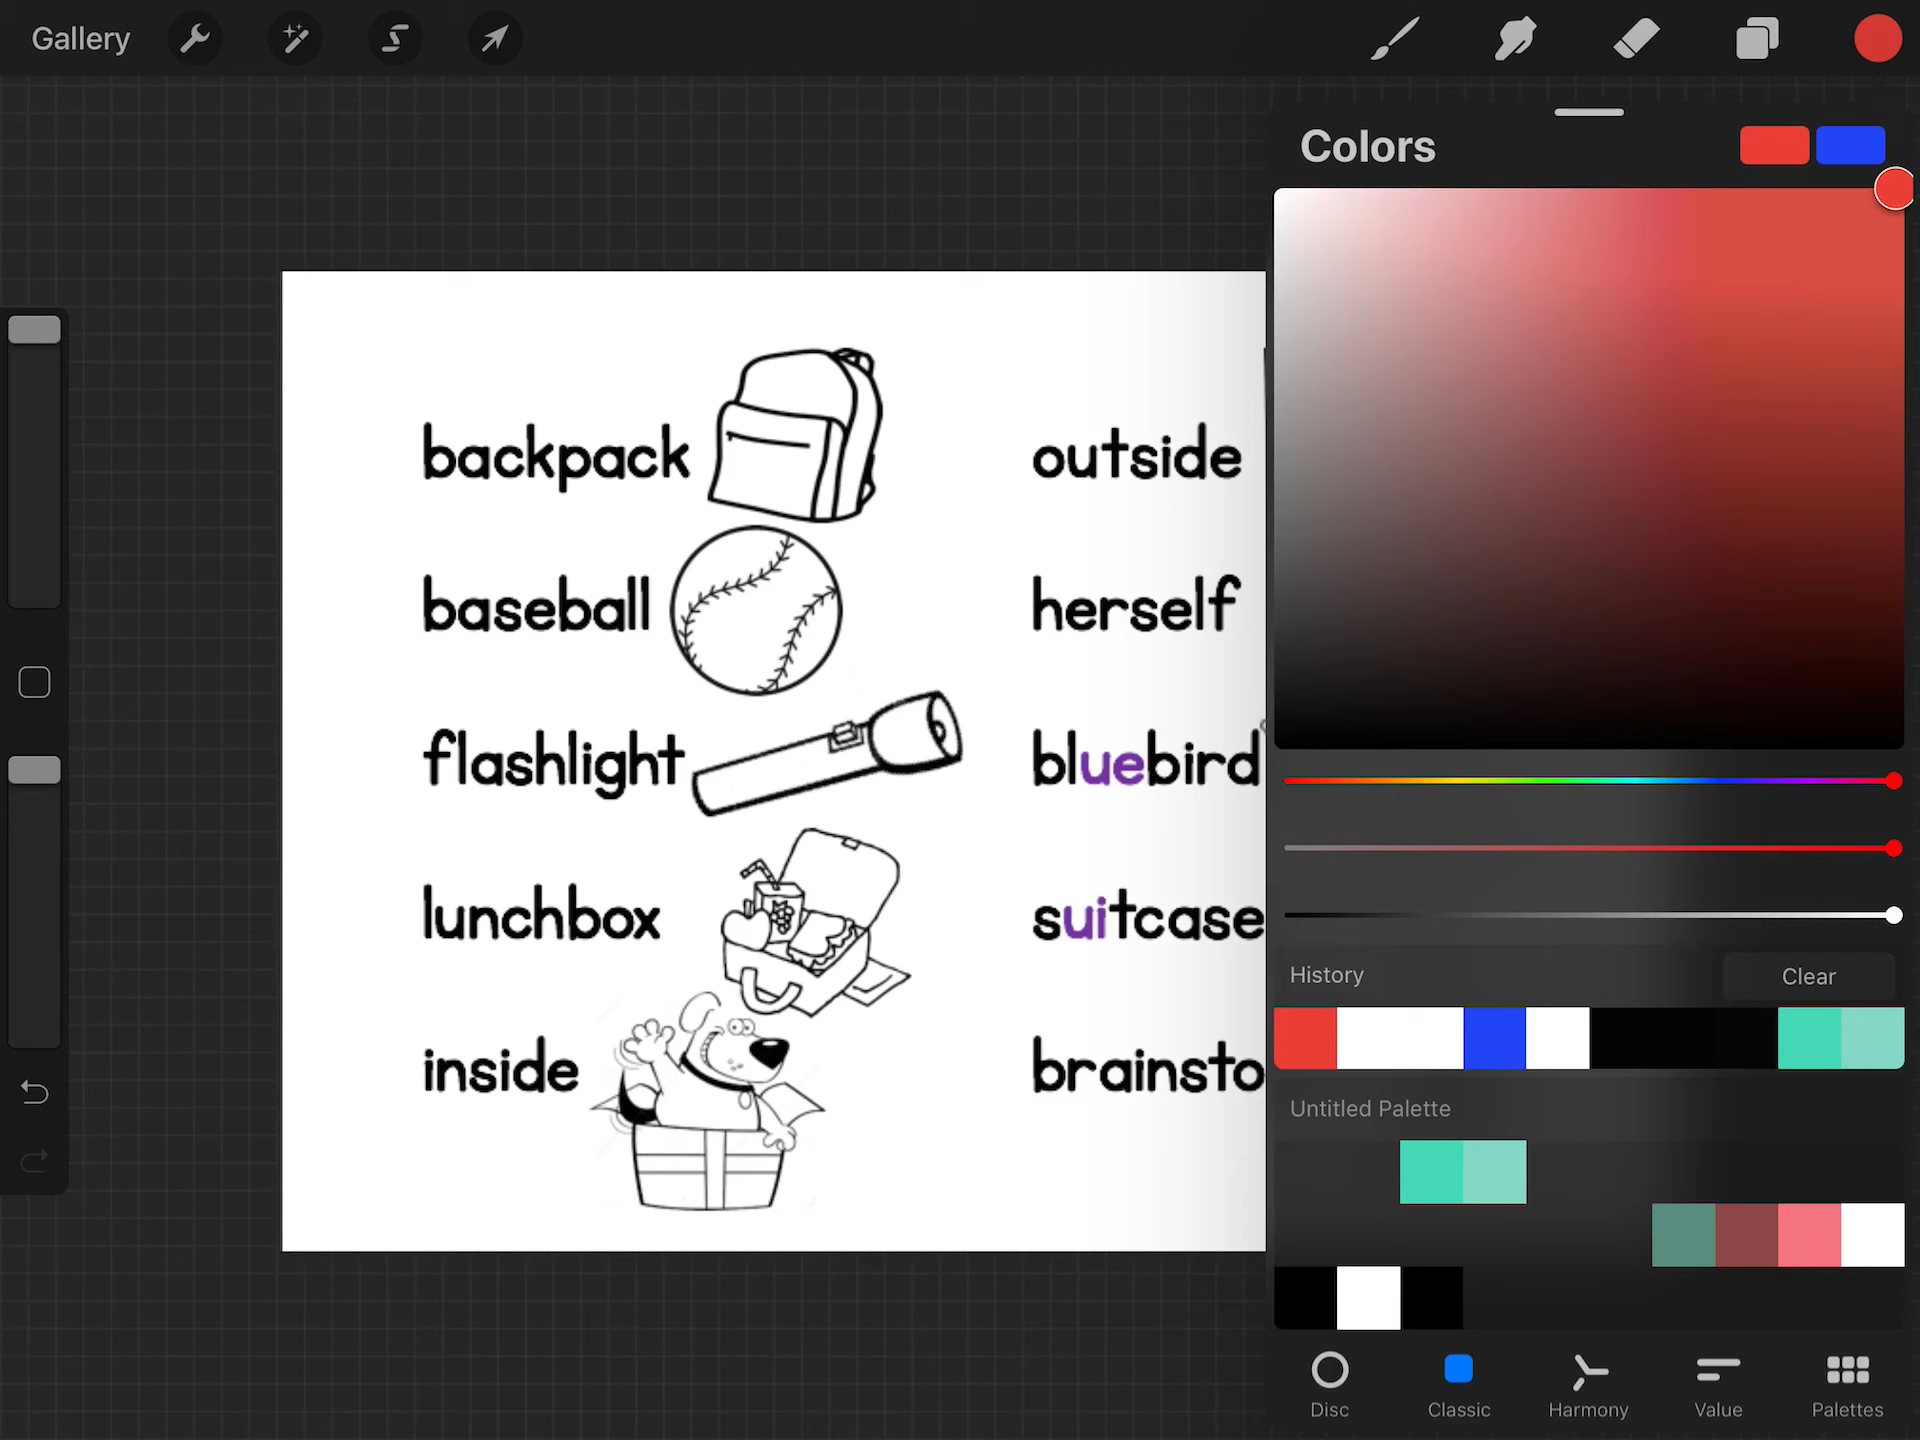 Gallery
Colors
backpack
outside
baseball
herself
flashlight
bluebird
lunchbox
suitcase
inside
brainsto
History
Clear
Untitled Palette
Disc
Classic
Harmony
Value
Palettes